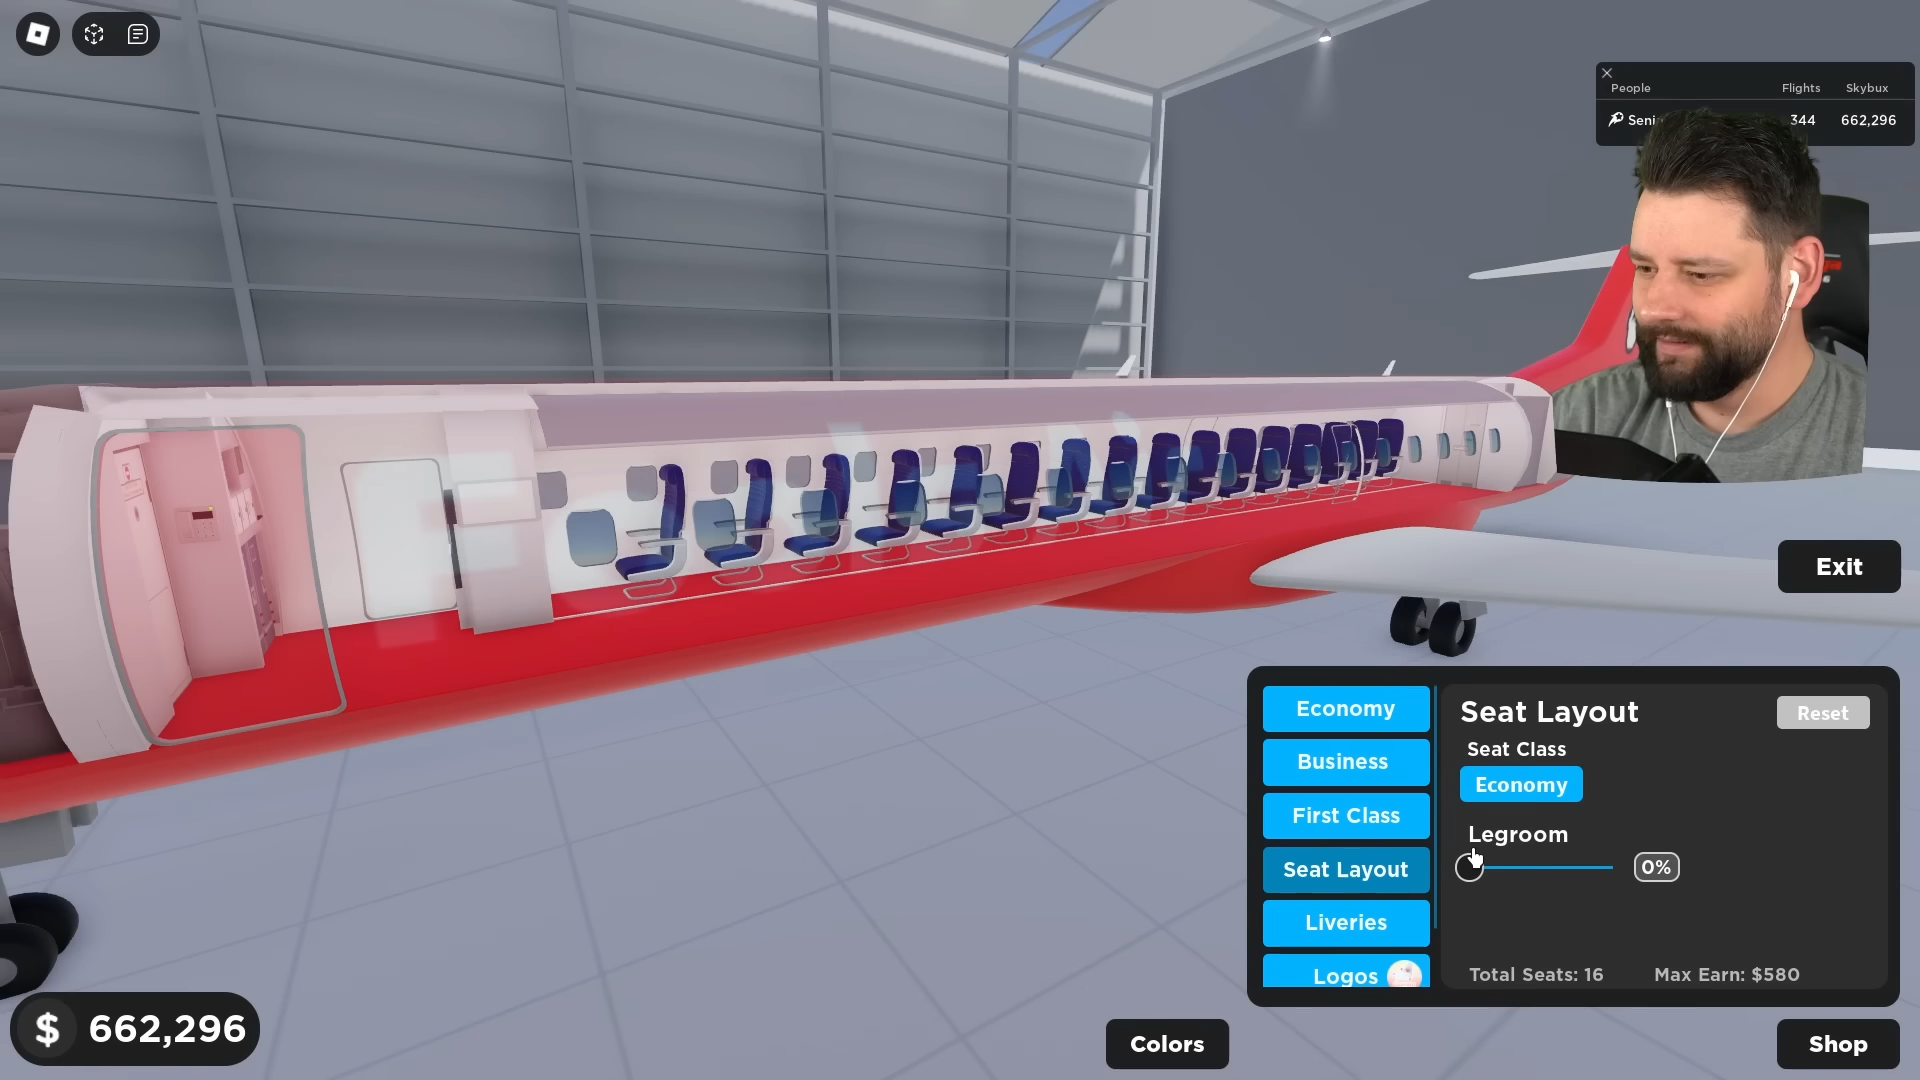 People Flights Skybux
Seni 344 662,296
Exit
Economy
Business
First Class
Seat Layout
Liveries
Logos
Seat Layout
Reset
Seat Class
Economy
Legroom
0%
Total Seats: 16 Max Earn: $580
$ 662,296
Colors
Shop